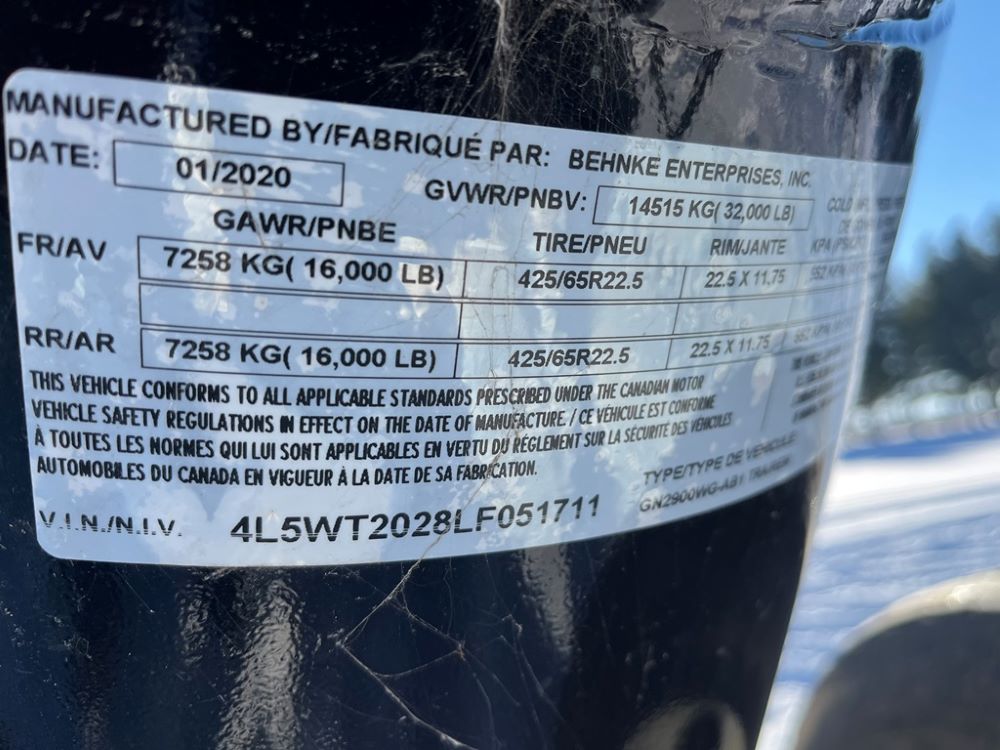 MANUFACTURED BY/FABRIQUÉ PAR: BEHNKE ENTERPRISES, INC.
DATE: 01/2020 GVWR/PNBV: 14515 KG( 32,000 LB)
GAWR/PNBE TIRE/PNEU RIM/JANTE
FR/AV 7258 KG( 16,000 LB) 425/65R22.5 22.5 X 11.75
RR/AR 7258 KG( 16,000 LB) 425/65R22.5 22.5 X 11.75
THIS VEHICLE CONFORMS TO ALL APPLICABLE STANDARDS PRESCRIBED UNDER THE CANADIAN MOTOR
VEHICLE SAFETY REGULATIONS IN EFFECT ON THE DATE OF MANUFACTURE. / CE VÉHICULE EST CONFORME
À TOUTES LES NORMES QUI LUI SONT APPLICABLES EN VERTU DU RÉGLEMENT SUR LA SÉCURITÉ DES VÉHICULES
AUTOMOBILES DU CANADA EN VIGUEUR À LA DATE DE SA FABRICATION.
TYPE/TYPE DE VEHICULE
V.I.N./N.I.V. 4L5WT2028LF051711 GN2900WG-AB1 TRAILER